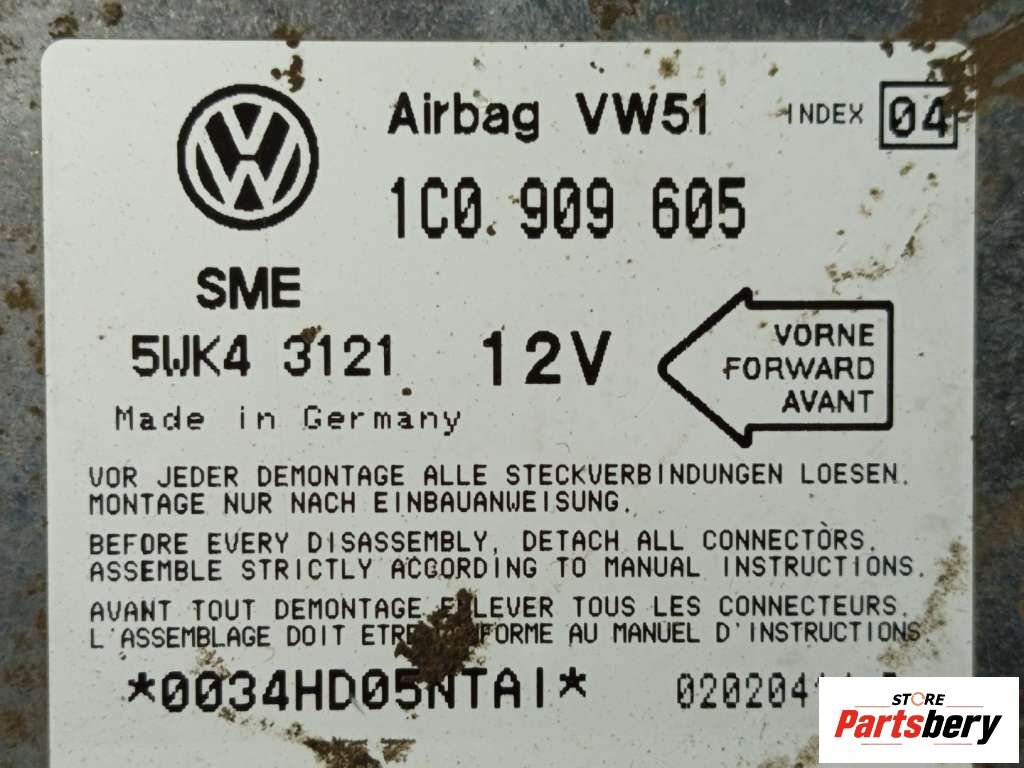 Airbag VW51 INDEX 04
1C0 909 605
SME
5WK4 3121 12V
VORNE
FORWARD
AVANT
Made in Germany
VOR JEDER DEMONTAGE ALLE STECKVERBINDUNGEN LOESEN.
MONTAGE NUR NACH EINBAUANWEISUNG.
BEFORE EVERY DISASSEMBLY, DETACH ALL CONNECTORS.
ASSEMBLE STRICTLY ACCORDING TO MANUAL INSTRUCTIONS.
AVANT TOUT DEMONTAGE TOUS LES CONNECTEURS.
L'ASSEMBLAGE DOIT ETRE AU MANUEL D'INSTRUCTIONS.
*0034HD05NTAI*
STORE
Partsbery